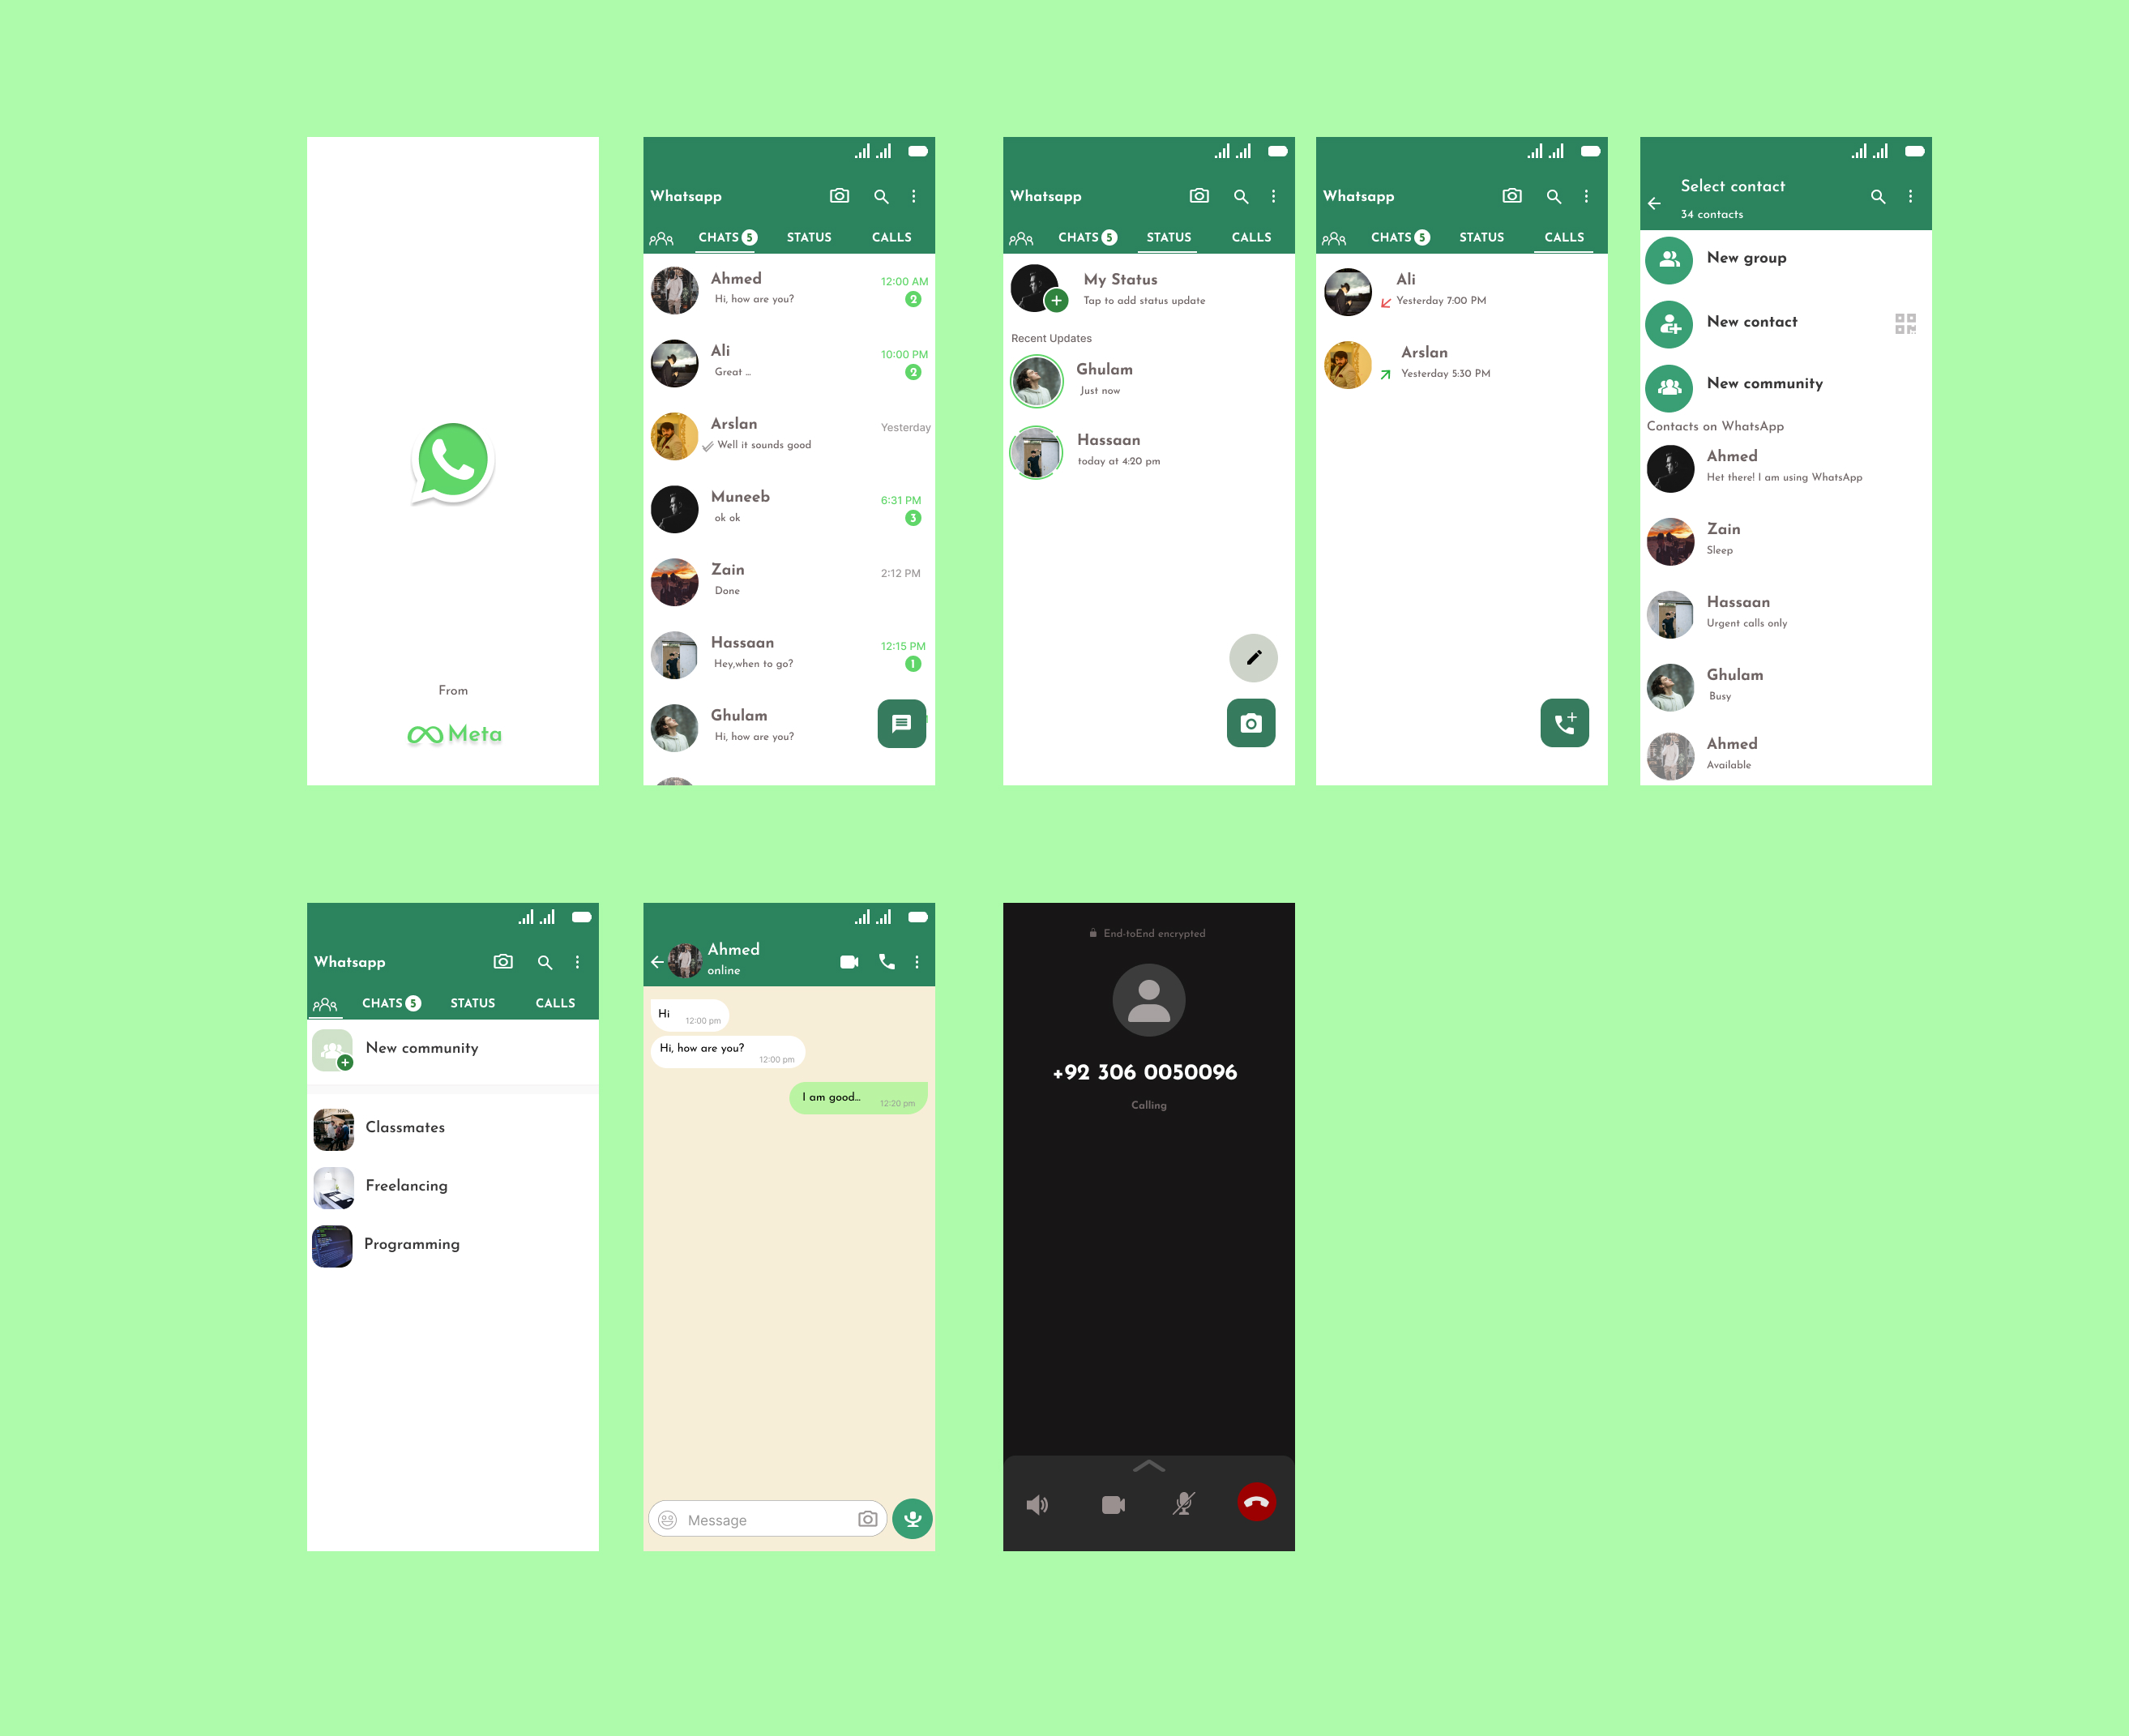 From
Meta
Whatsapp
CHATS 5 STATUS CALLS
Ahmed 12:00 AM
Hi, how are you? 2
Ali 10:00 PM
Great ... 2
Arslan Yesterday
Well it sounds good
Muneeb 6:31 PM
ok ok 3
Zain 2:12 PM
Done
Hassaan 12:15 PM
Hey,when to go? 1
Ghulam
Hi, how are you?
Whatsapp
CHATS 5 STATUS CALLS
My Status
Tap to add status update
Recent Updates
Ghulam
Just now
Hassaan
today at 4:20 pm
Whatsapp
CHATS 5 STATUS CALLS
Ali
Yesterday 7:00 PM
Arslan
Yesterday 5:30 PM
Select contact
34 contacts
New group
New contact
New community
Contacts on WhatsApp
Ahmed
Het there! I am using WhatsApp
Zain
Sleep
Hassaan
Urgent calls only
Ghulam
Busy
Ahmed
Available
Whatsapp
CHATS 5 STATUS CALLS
New community
Classmates
Freelancing
Programming
Ahmed
online
Hi 12:00 pm
Hi, how are you?
12:00 pm
I am good... 12:20 pm
Message
End-toEnd encrypted
+92 306 0050096
Calling